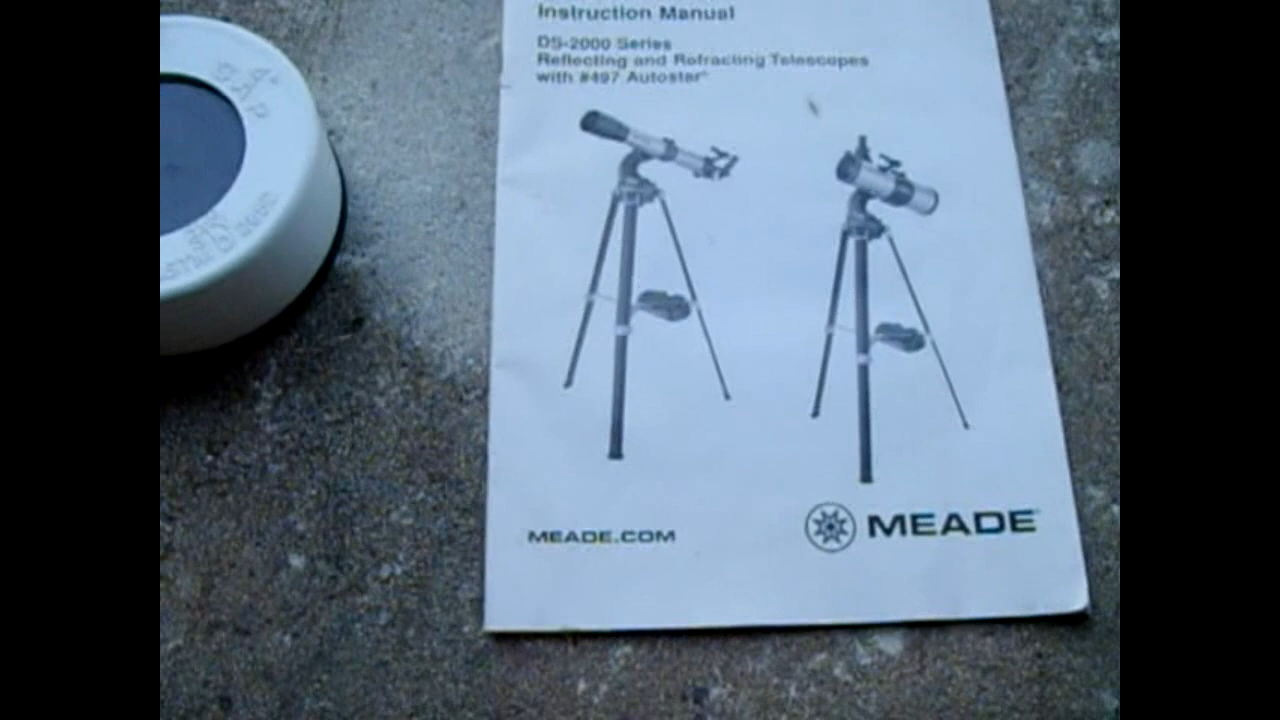 Instruction Manual
DS-2000 Series
Reflecting and Refracting Telescopes
with #497 Autostar
MEADE.COM
MEADE